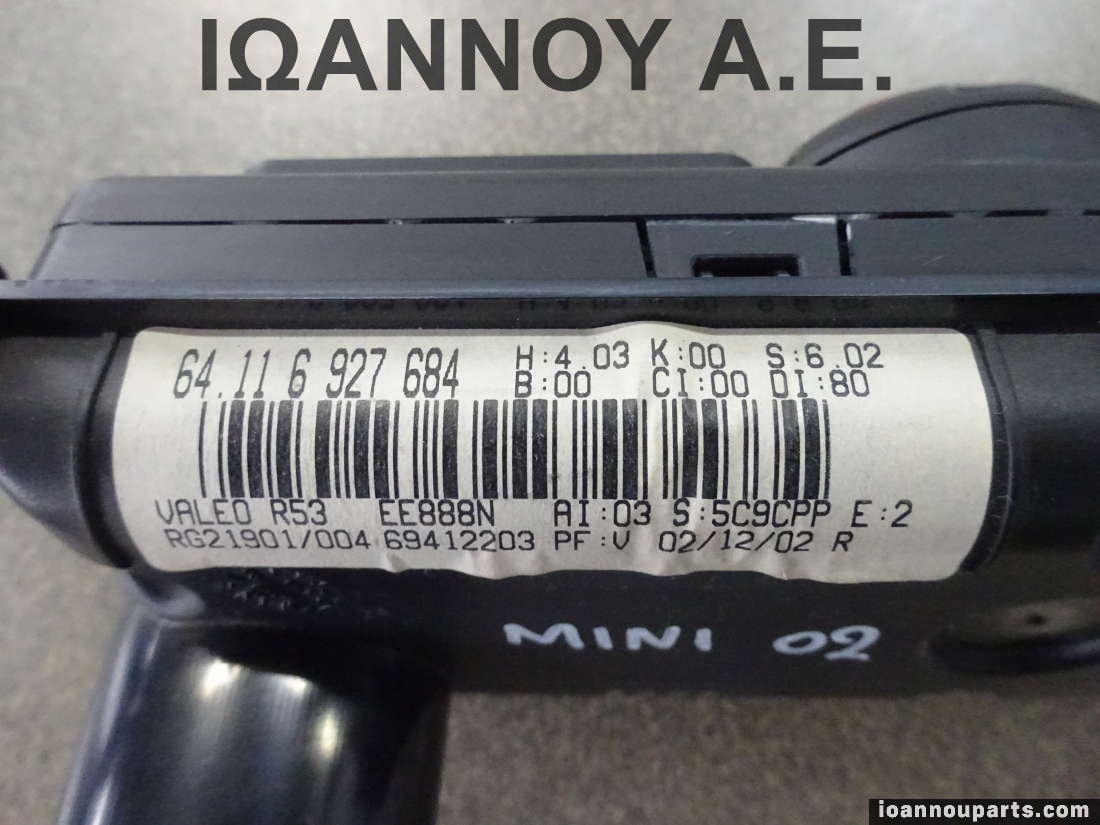 ΙΩΑΝΝΟΥ Α.Ε.
64.11 6 927 684 H:4.03 K:00 S:6.02
B:00 CI:00 DI:80
VALEO R53 EE888N AI:03 S:5C9CPP E:2
RG21901/004 69412203 PF:V 02/12/02 R
MINI 02
ioannouparts.com